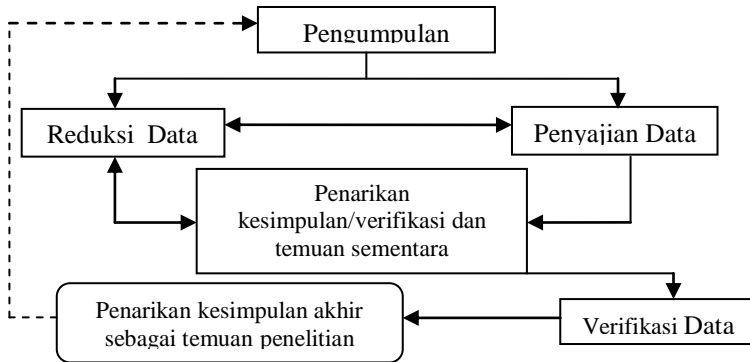 Pengumpulan
Reduksi Data
Penyajian Data
Penarikan
kesimpulan/verifikasi dan
temuan sementara
Penarikan kesimpulan akhir
sebagai temuan penelitian
Verifikasi Data